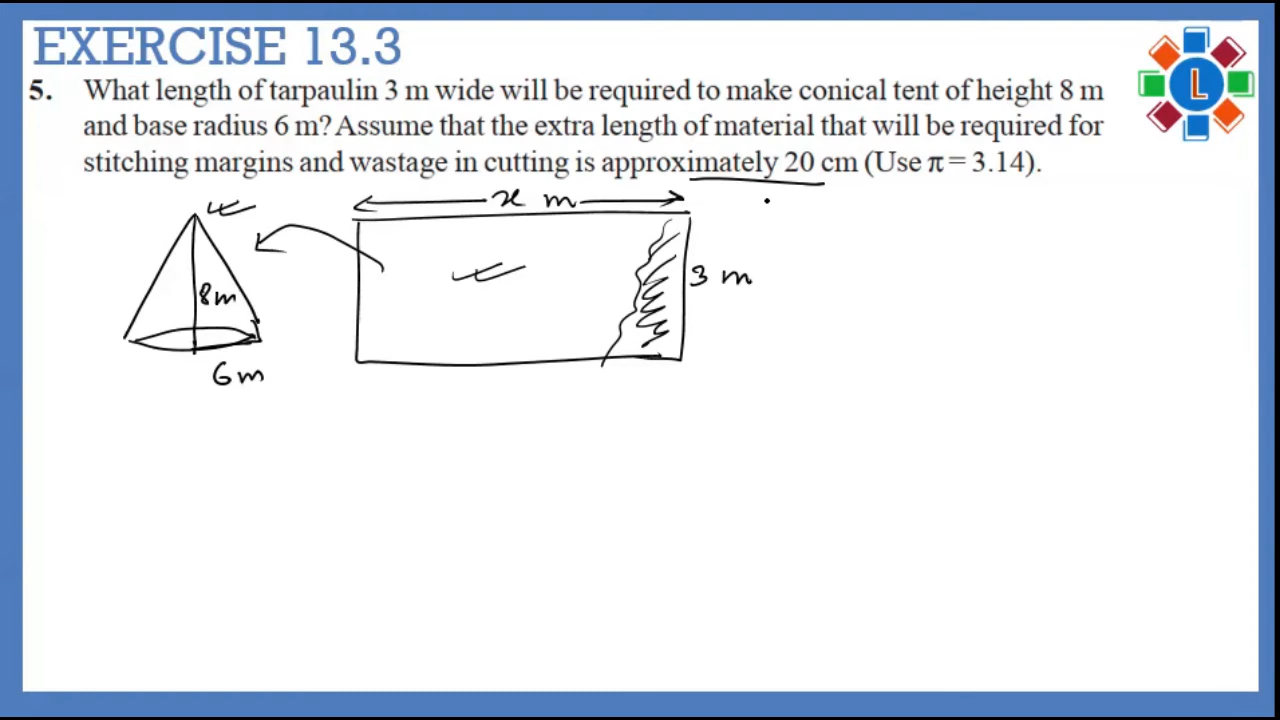 EXERCISE 13.3
L
5. What length of tarpaulin 3 m wide will be required to make conical tent of height 8 m
and base radius 6 m? Assume that the extra length of material that will be required for
stitching margins and wastage in cutting is approximately 20 cm (Use π = 3.14).
x m
8m
3 m
6m